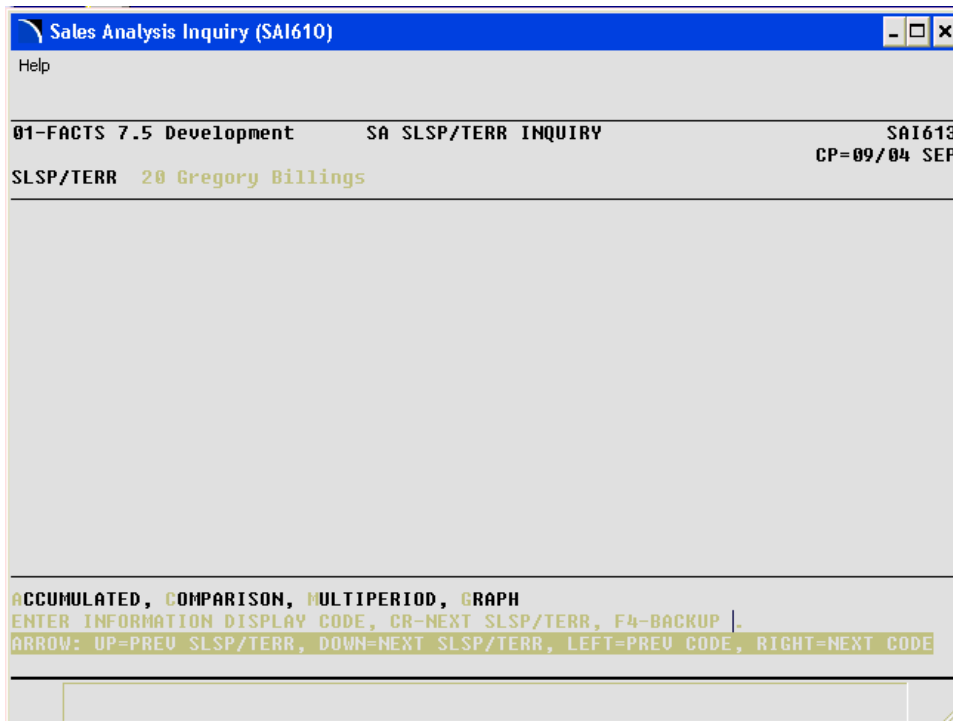 Sales Analysis Inquiry (SAI610)
Help
01-FACTS 7.5 Development SA SLSP/TERR INQUIRY SAI613
CP=09/04 SEP
SLSP/TERR 20 Gregory Billings
ACCUMULATED, COMPARISON, MULTIPERIOD, GRAPH
ENTER INFORMATION DISPLAY CODE, CR-NEXT SLSP/TERR, F4-BACKUP .
ARROW: UP=PREV SLSP/TERR, DOWN=NEXT SLSP/TERR, LEFT=PREV CODE, RIGHT=NEXT CODE